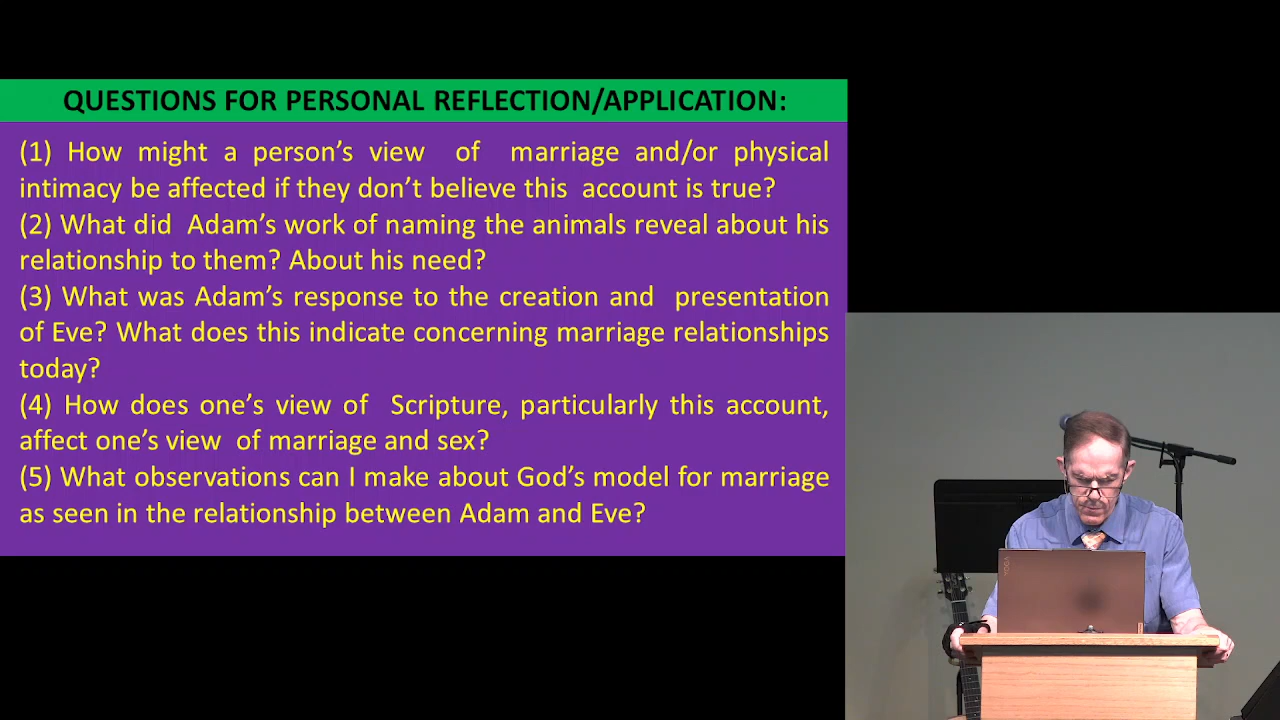 QUESTIONS FOR PERSONAL REFLECTION/APPLICATION:
(1) How might a person’s view of marriage and/or physical
intimacy be affected if they don’t believe this account is true?
(2) What did Adam’s work of naming the animals reveal about his
relationship to them? About his need?
(3) What was Adam’s response to the creation and presentation
of Eve? What does this indicate concerning marriage relationships
today?
(4) How does one’s view of Scripture, particularly this account,
affect one’s view of marriage and sex?
(5) What observations can I make about God’s model for marriage
as seen in the relationship between Adam and Eve?